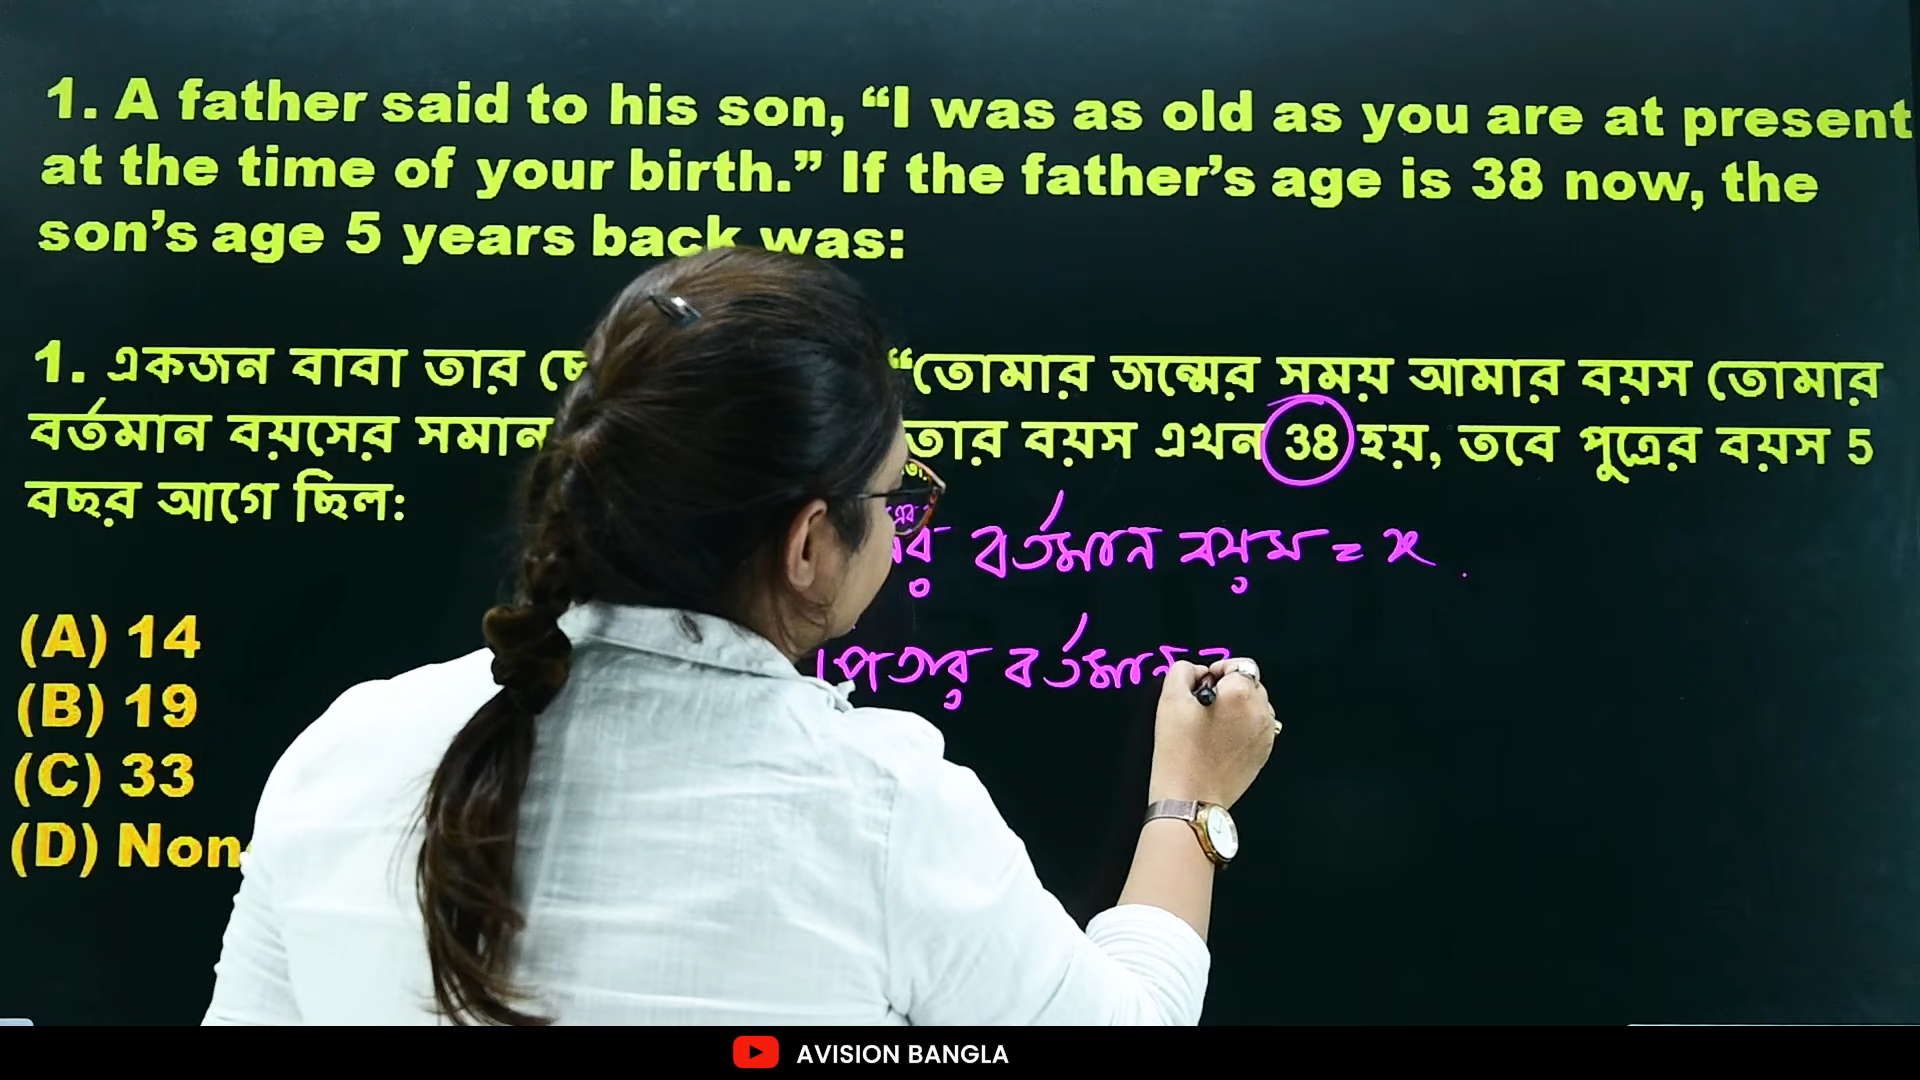 1. A father said to his son, “I was as old as you are at present
at the time of your birth.” If the father’s age is 38 now, the
son’s age 5 years back was:
1. একজন বাবা তার “তোমার জন্মের সময় আমার বয়স তোমার
বর্তমান বয়সের সমান বয়স এখন 38 হয়, তবে পুত্রের বয়স 5
বছর আগে ছিল:
বর্তমান বয়স = x
পিতার বর্তমান
(A) 14
(B) 19
(C) 33
(D)
AVISION BANGLA